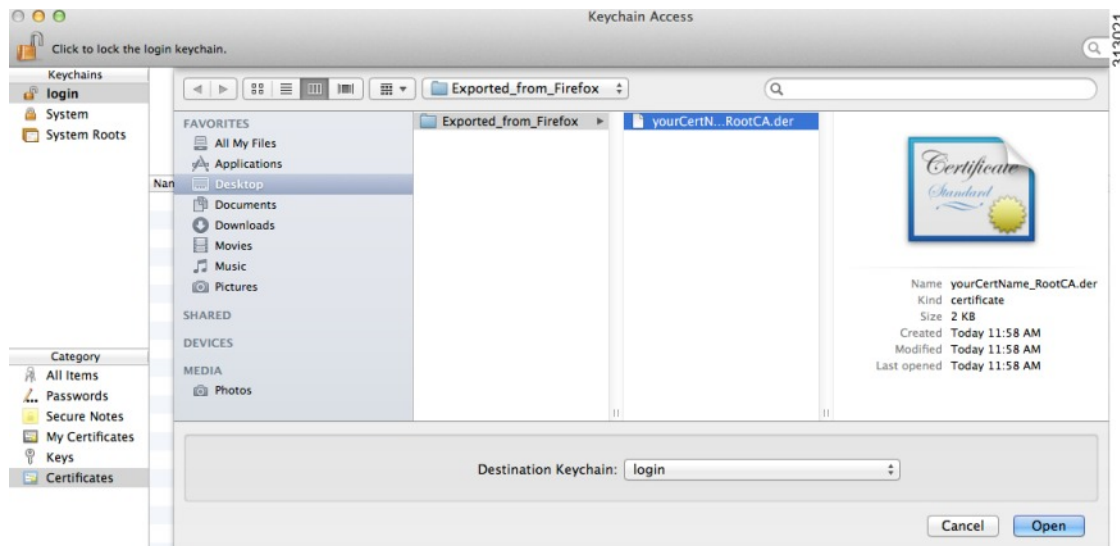 Keychain Access
313021
Click to lock the login keychain.
Keychains
login
System
System Roots
Nan
Category
All Items
Passwords
Secure Notes
My Certificates
Keys
Certificates
Exported_from_Firefox
FAVORITES
All My Files
Applications
Desktop
Documents
Downloads
Movies
Music
Pictures
SHARED
DEVICES
MEDIA
Photos
Exported_from_Firefox
yourCertN...RootCA.der
Certificate
Standard
Name yourCertName_RootCA.der
Kind certificate
Size 2 KB
Created Today 11:58 AM
Modified Today 11:58 AM
Last opened Today 11:58 AM
Destination Keychain: login
Cancel Open